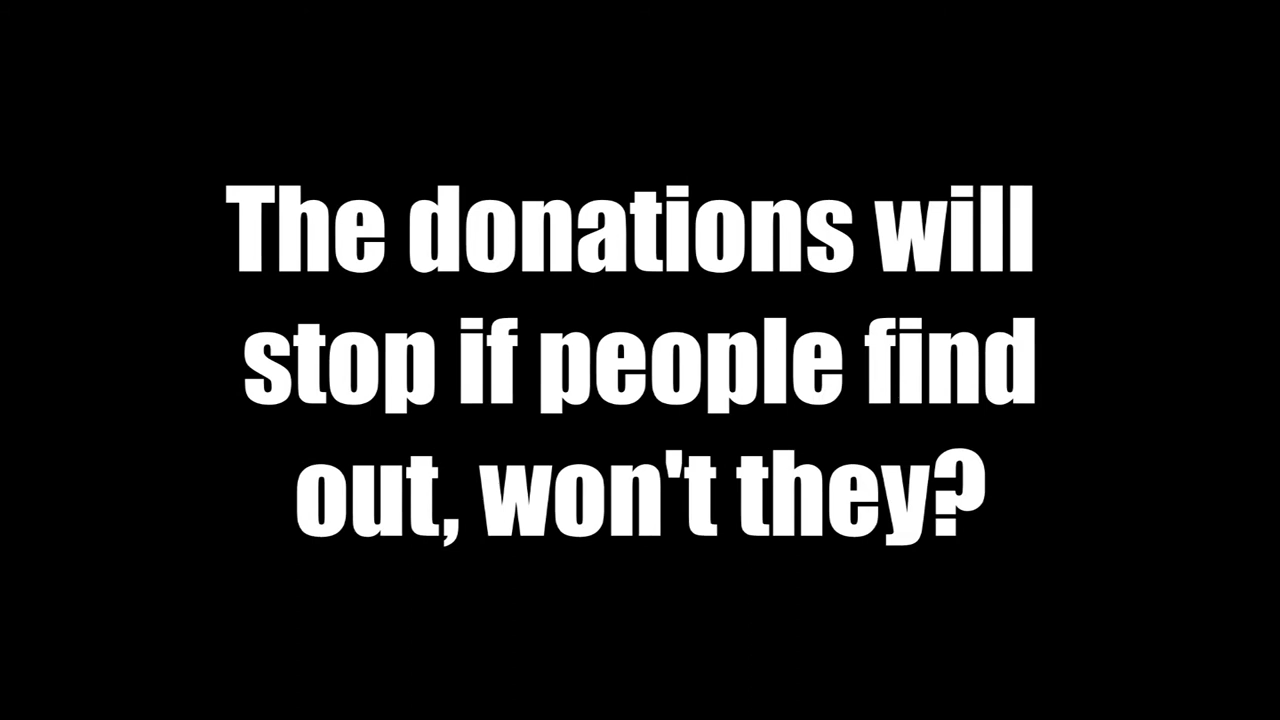 The donations will
stop if people find
out, won't they?